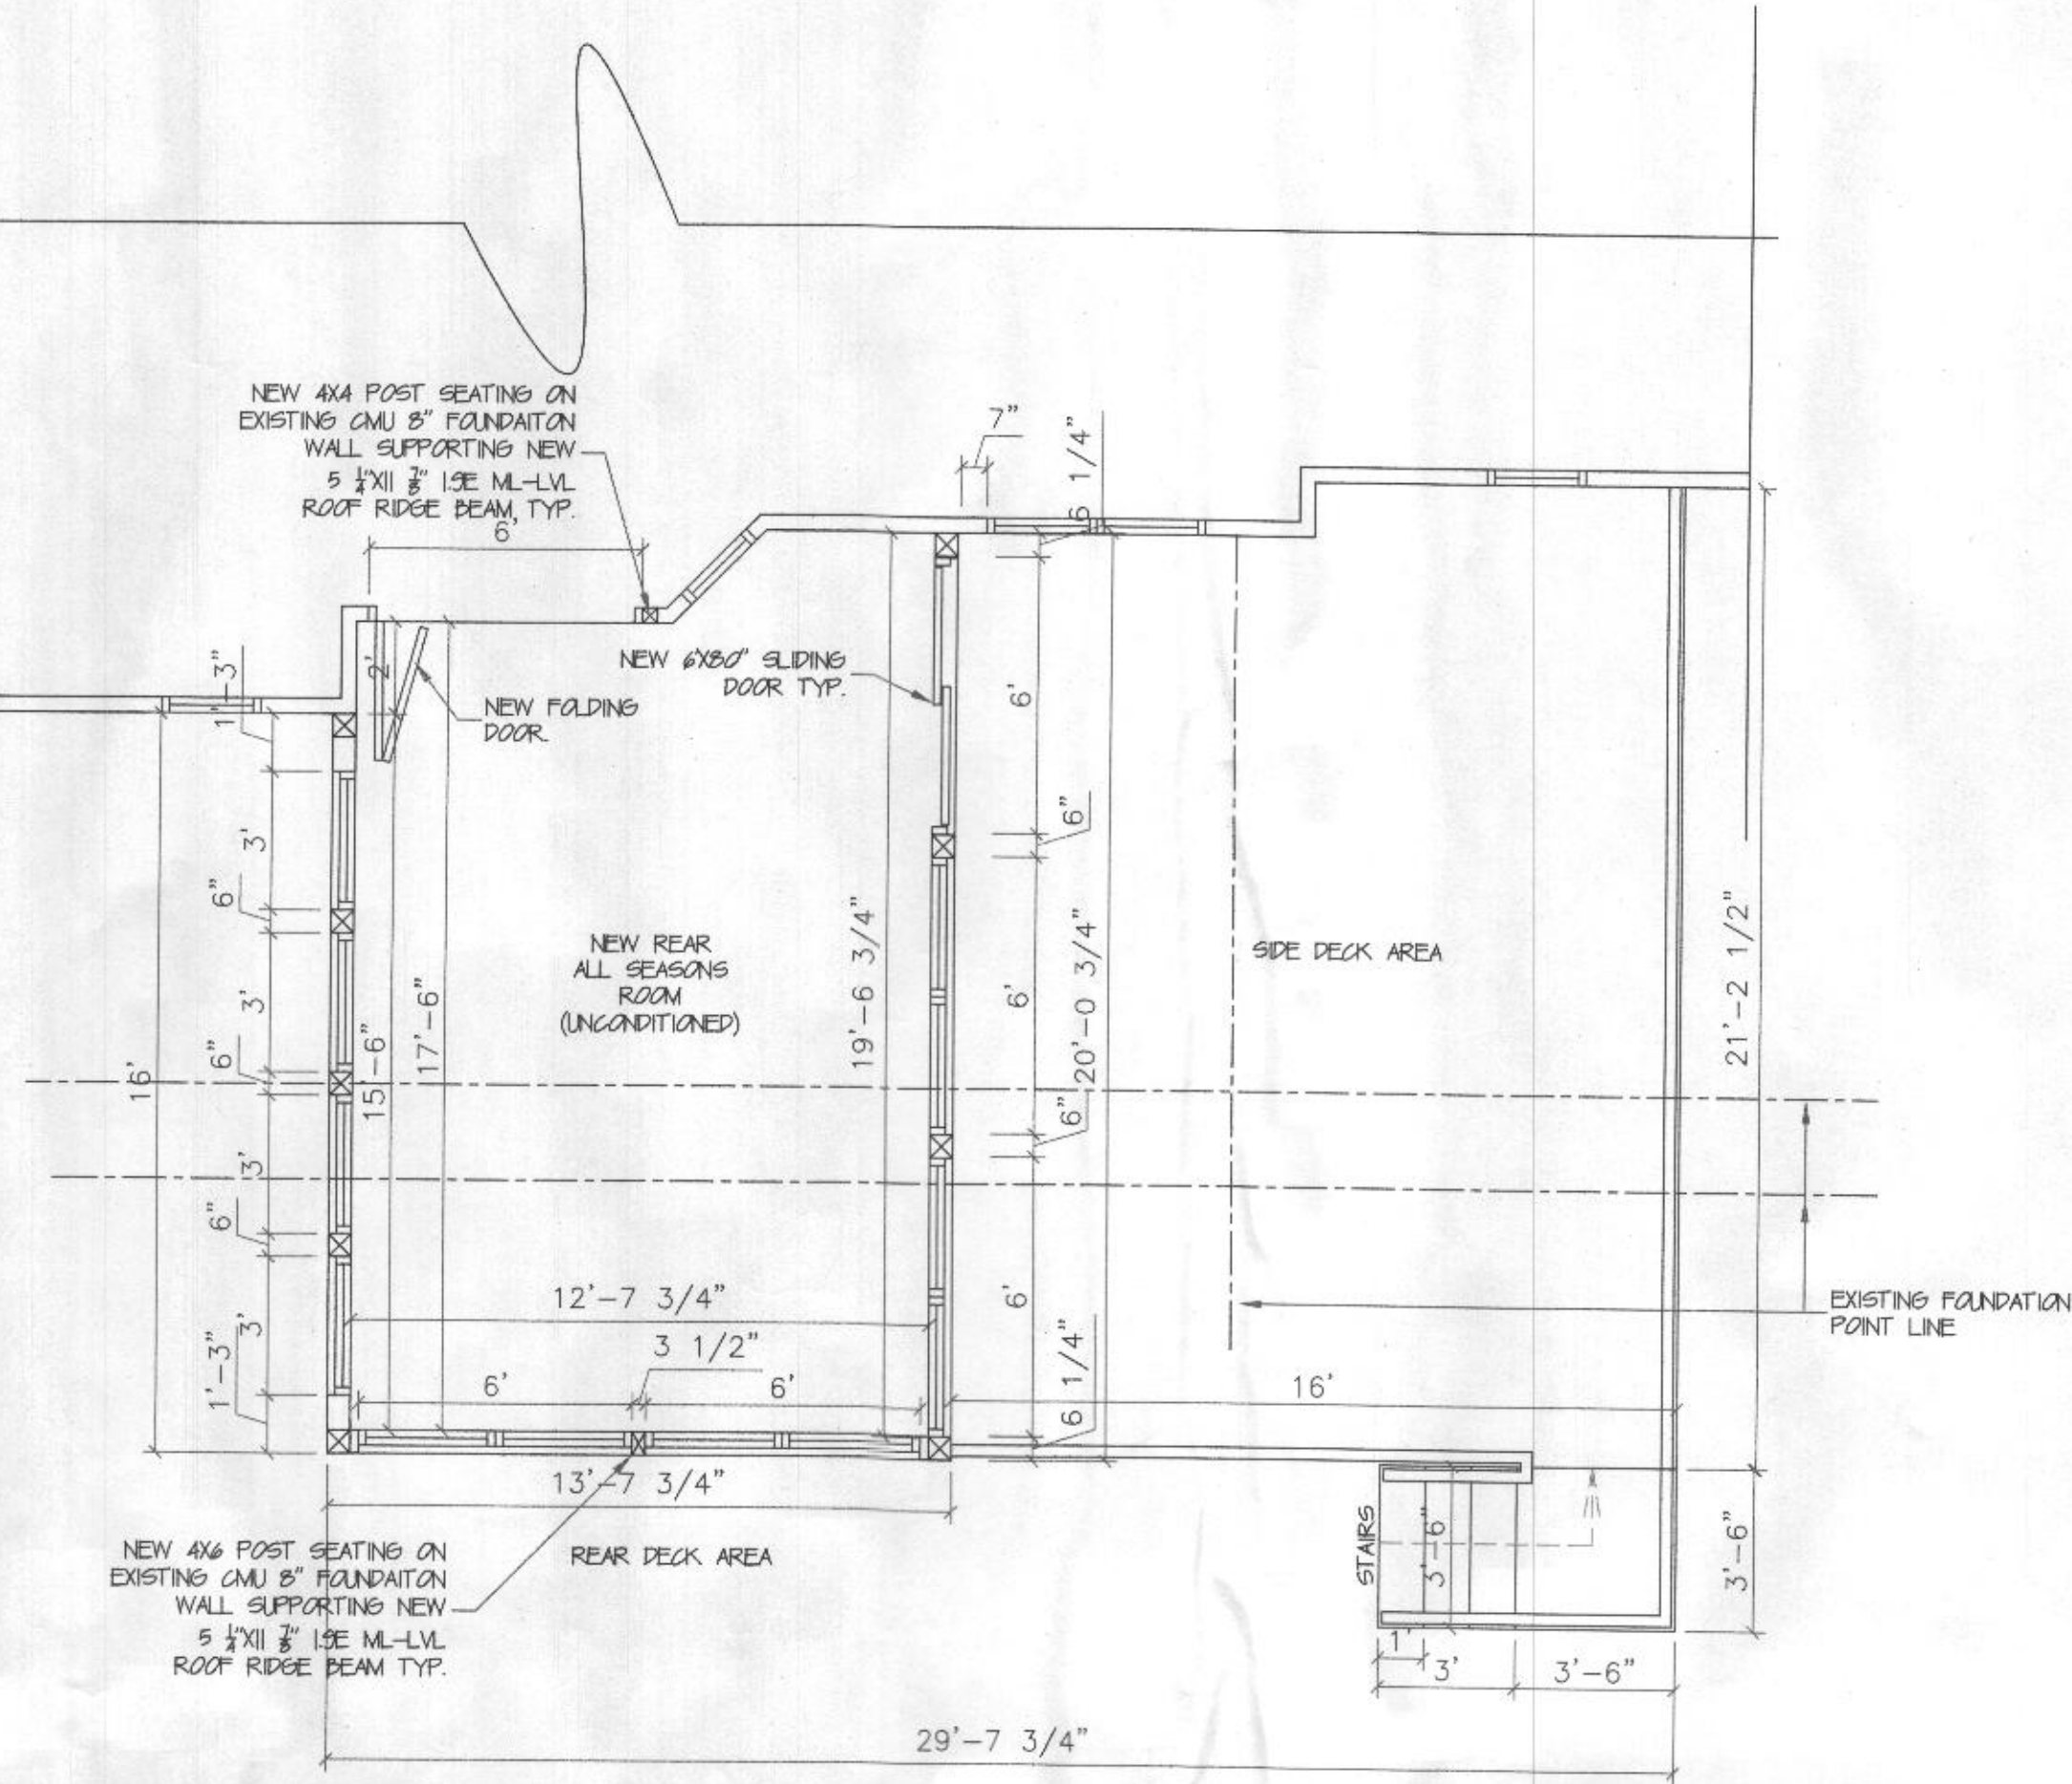 NEW 4X4 POST SEATING ON
EXISTING CMU 8" FOUNDAITON
WALL SUPPORTING NEW
5 1/4"X11 7/8" 1.9E ML-LVL
ROOF RIDGE BEAM, TYP.
6'
7"
6 1/4"
NEW 6'X80" SLIDING
DOOR TYP.
NEW FOLDING
DOOR.
2'
1'-3"
3'
6"
3'
6"
3'
6"
3'
1'-3"
16'
15'-6"
17'-6"
NEW REAR
ALL SEASONS
ROOM
(UNCONDITIONED)
19'-6 3/4"
6'
6"
6'
6"
6'
6 1/4"
20'-0 3/4"
SIDE DECK AREA
21'-2 1/2"
EXISTING FOUNDATION
POINT LINE
12'-7 3/4"
3 1/2"
6'
6'
16'
13'-7 3/4"
NEW 4X6 POST SEATING ON
EXISTING CMU 8" FOUNDAITON
WALL SUPPORTING NEW
5 1/4"X11 7/8" 1.9E ML-LVL
ROOF RIDGE BEAM TYP.
REAR DECK AREA
STAIRS
3'-6"
3'-6"
1'
3'
3'-6"
29'-7 3/4"